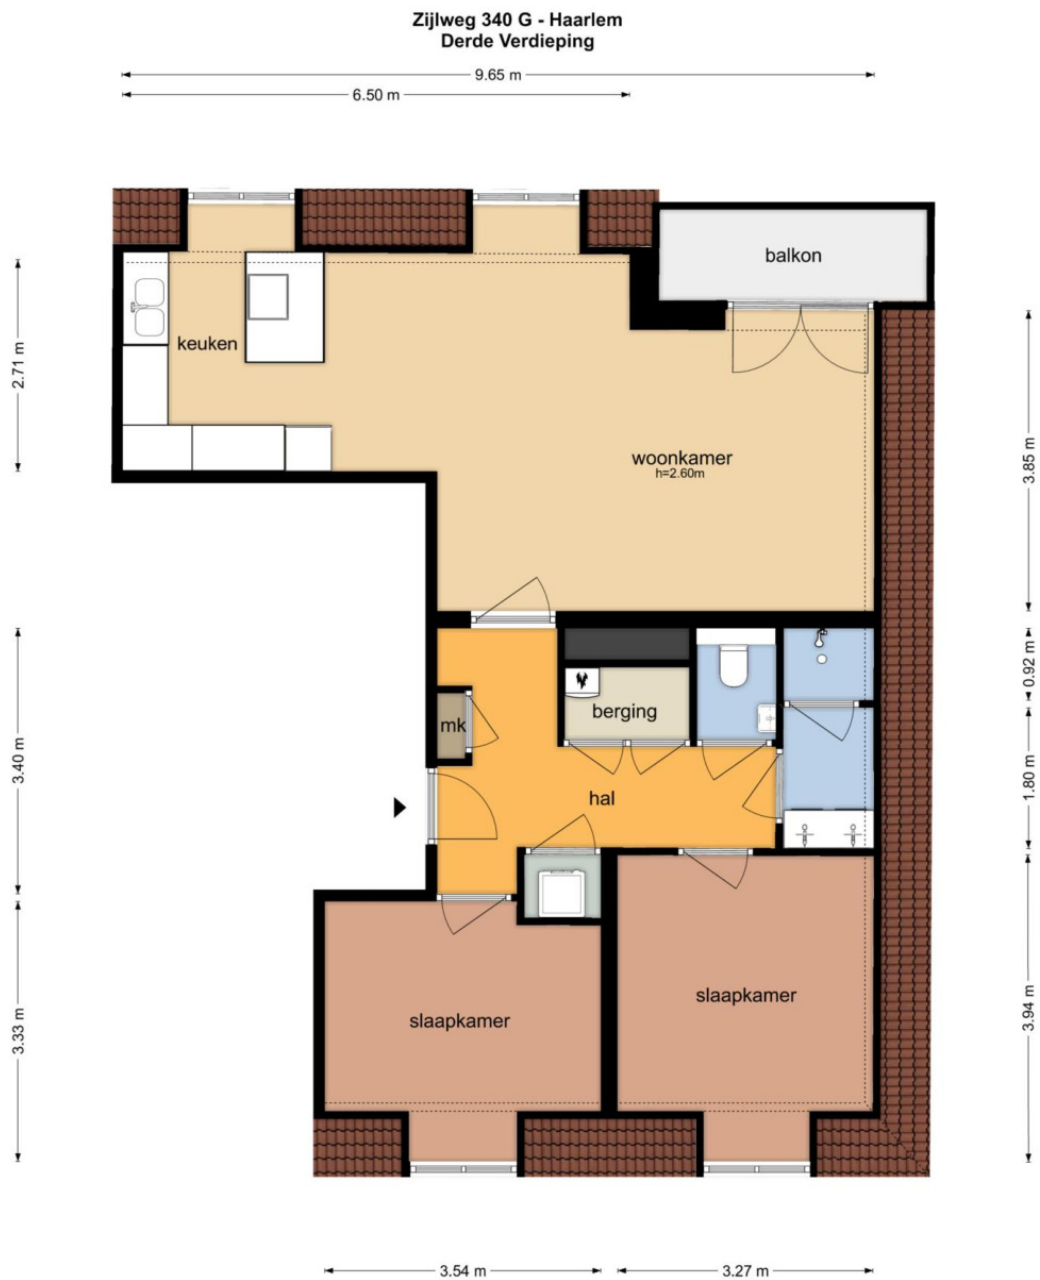 Zijlweg 340 G - Haarlem
Derde Verdieping
9.65 m
6.50 m
balkon
keuken
2.71 m
woonkamer
h=2.60m
3.85 m
0.92 m
mk
berging
3.40 m
hal
1.80 m
slaapkamer
slaapkamer
3.33 m
3.94 m
3.54 m
3.27 m